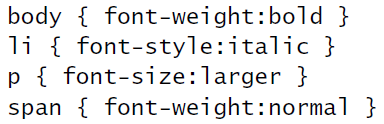 body { font-weight:bold }
li { font-style:italic }
p { font-size:larger }
span { font-weight:normal }